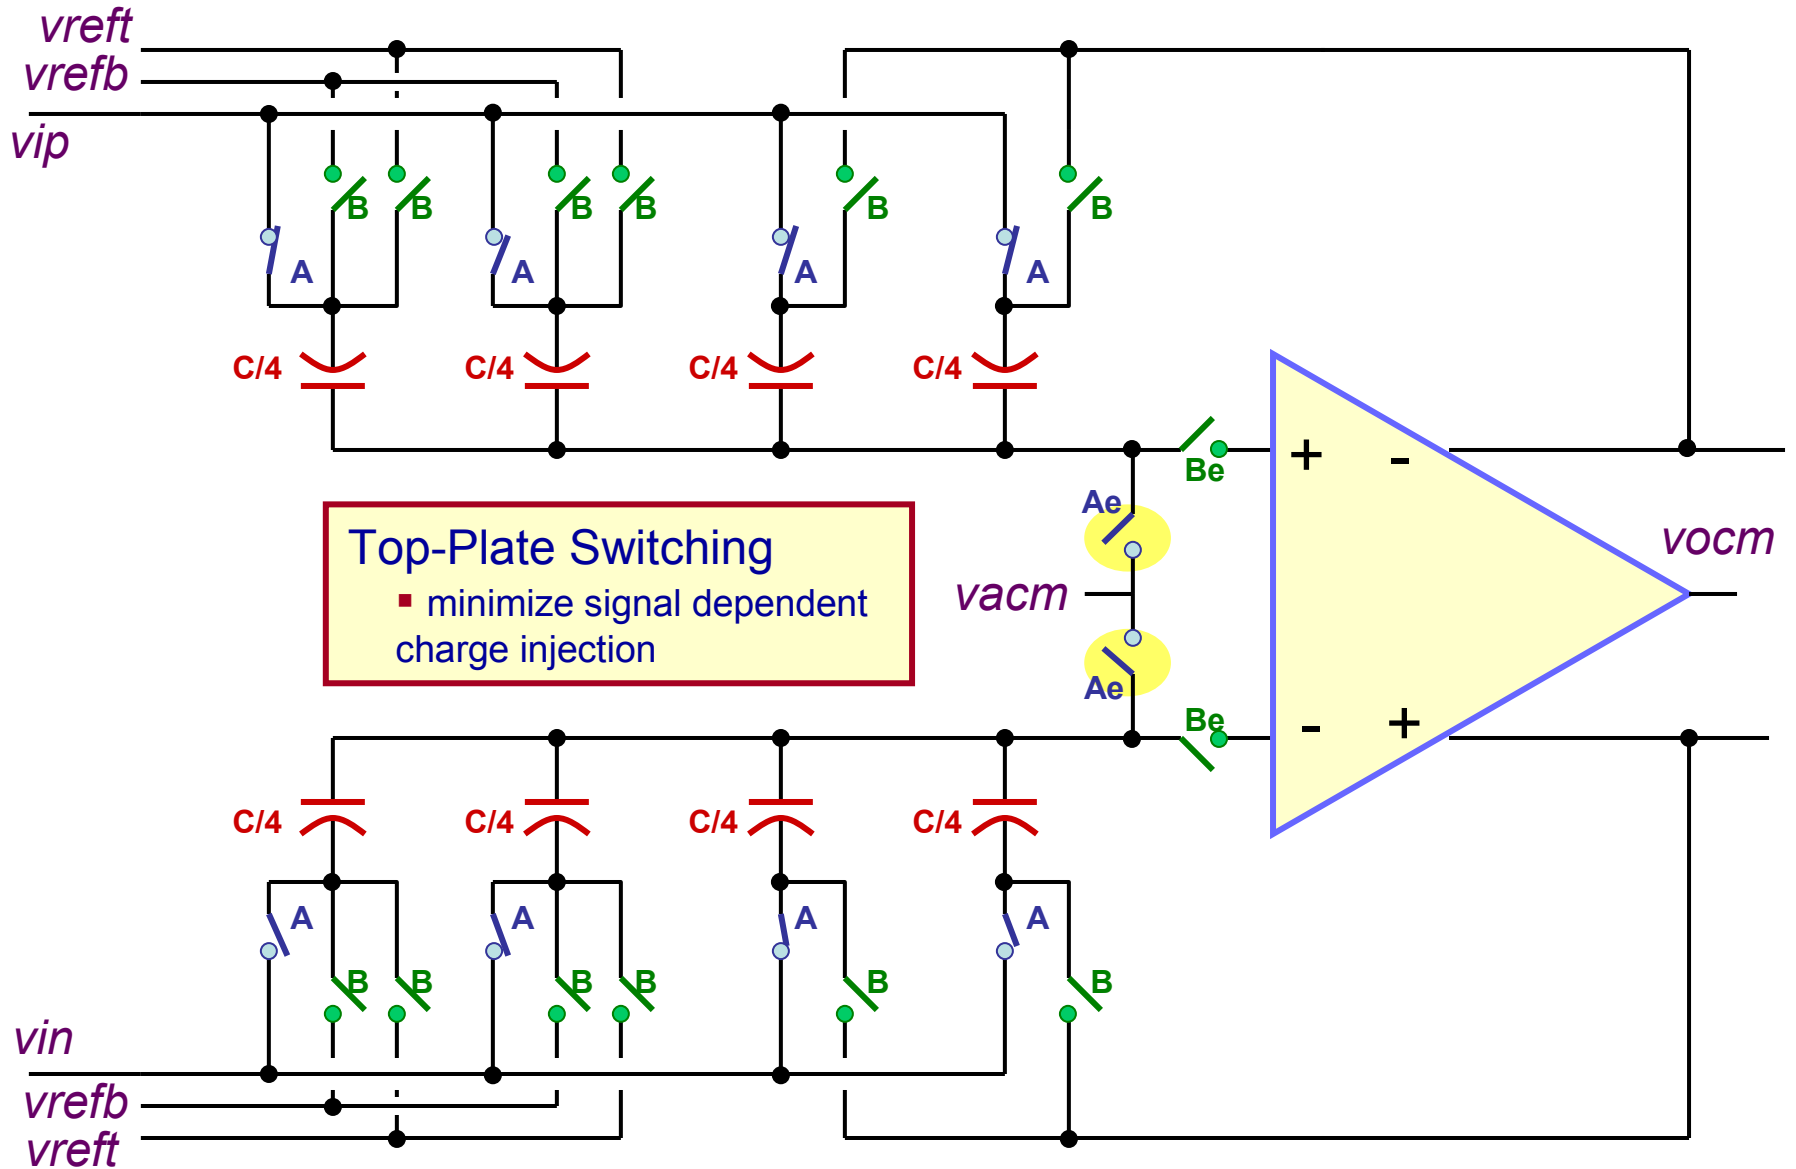 vreft
vrefb
vip
B B B B B B
A A A A
C/4 C/4 C/4 C/4
+ -
Be
Ae
Top-Plate Switching
▪ minimize signal dependent
charge injection
vocm
vacm
Ae
Be
- +
C/4 C/4 C/4 C/4
A A A A
B B B B B B
vin
vrefb
vreft